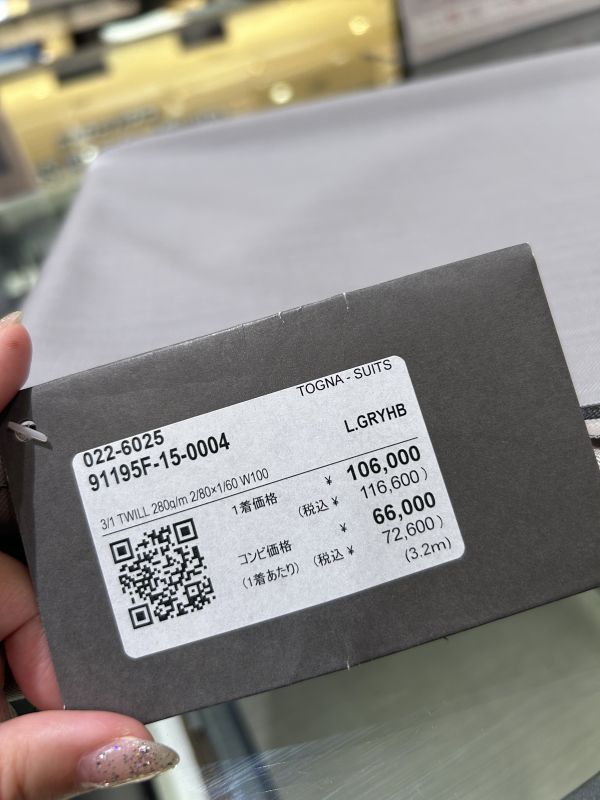 TOGNA - SUITS
022-6025
91195F-15-0004
L.GRYHB
3/1 TWILL 280g/m 2/80×1/60 W100
1着価格 ¥ 106,000
(税込 ¥ 116,600)
コンビ価格 ¥ 66,000
(1着あたり) (税込 ¥ 72,600)
(3.2m)